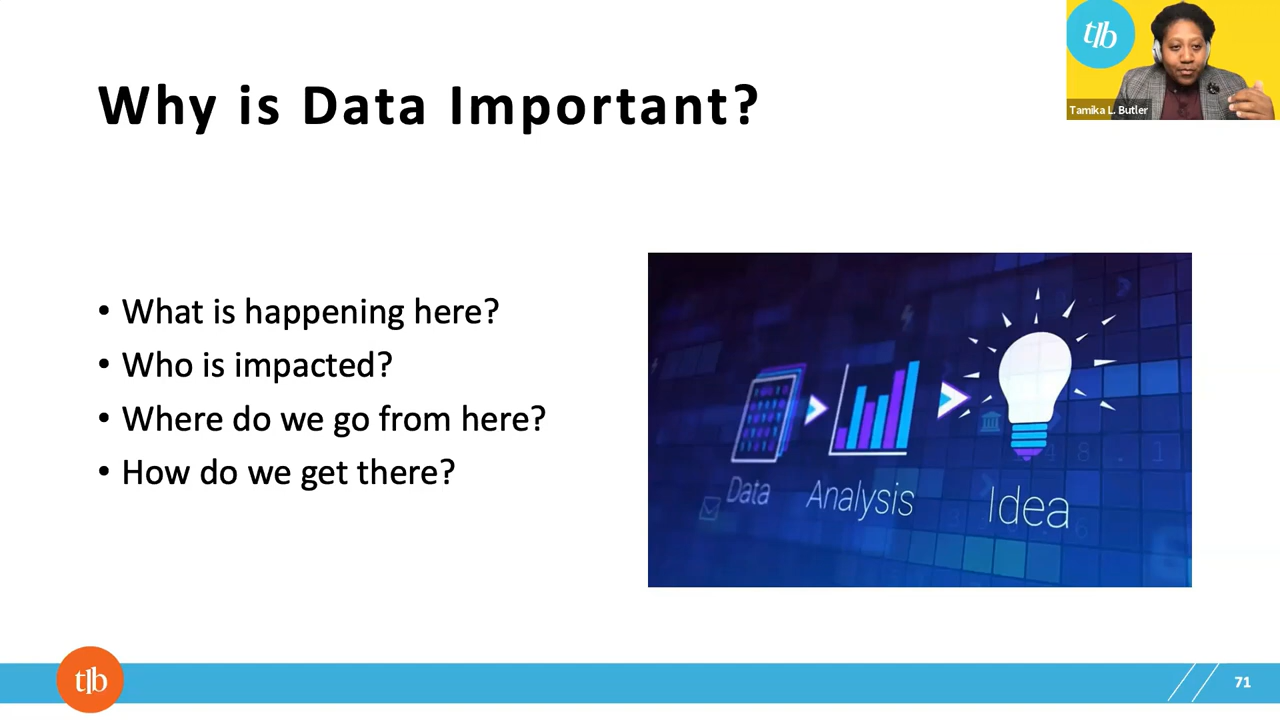 tlb
Tamika L. Butler
Why is Data Important?
• What is happening here?
• Who is impacted?
• Where do we go from here?
• How do we get there?
Data
Analysis
Idea
tlb
71